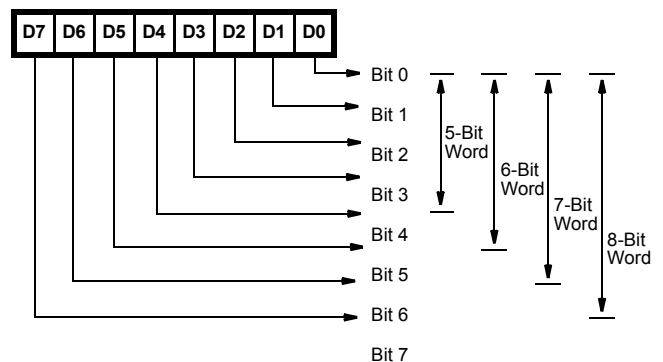 D7 D6 D5 D4 D3 D2 D1 D0
Bit 0
Bit 1
Bit 2
Bit 3
Bit 4
Bit 5
Bit 6
Bit 7
5-Bit
Word
6-Bit
Word
7-Bit
Word
8-Bit
Word